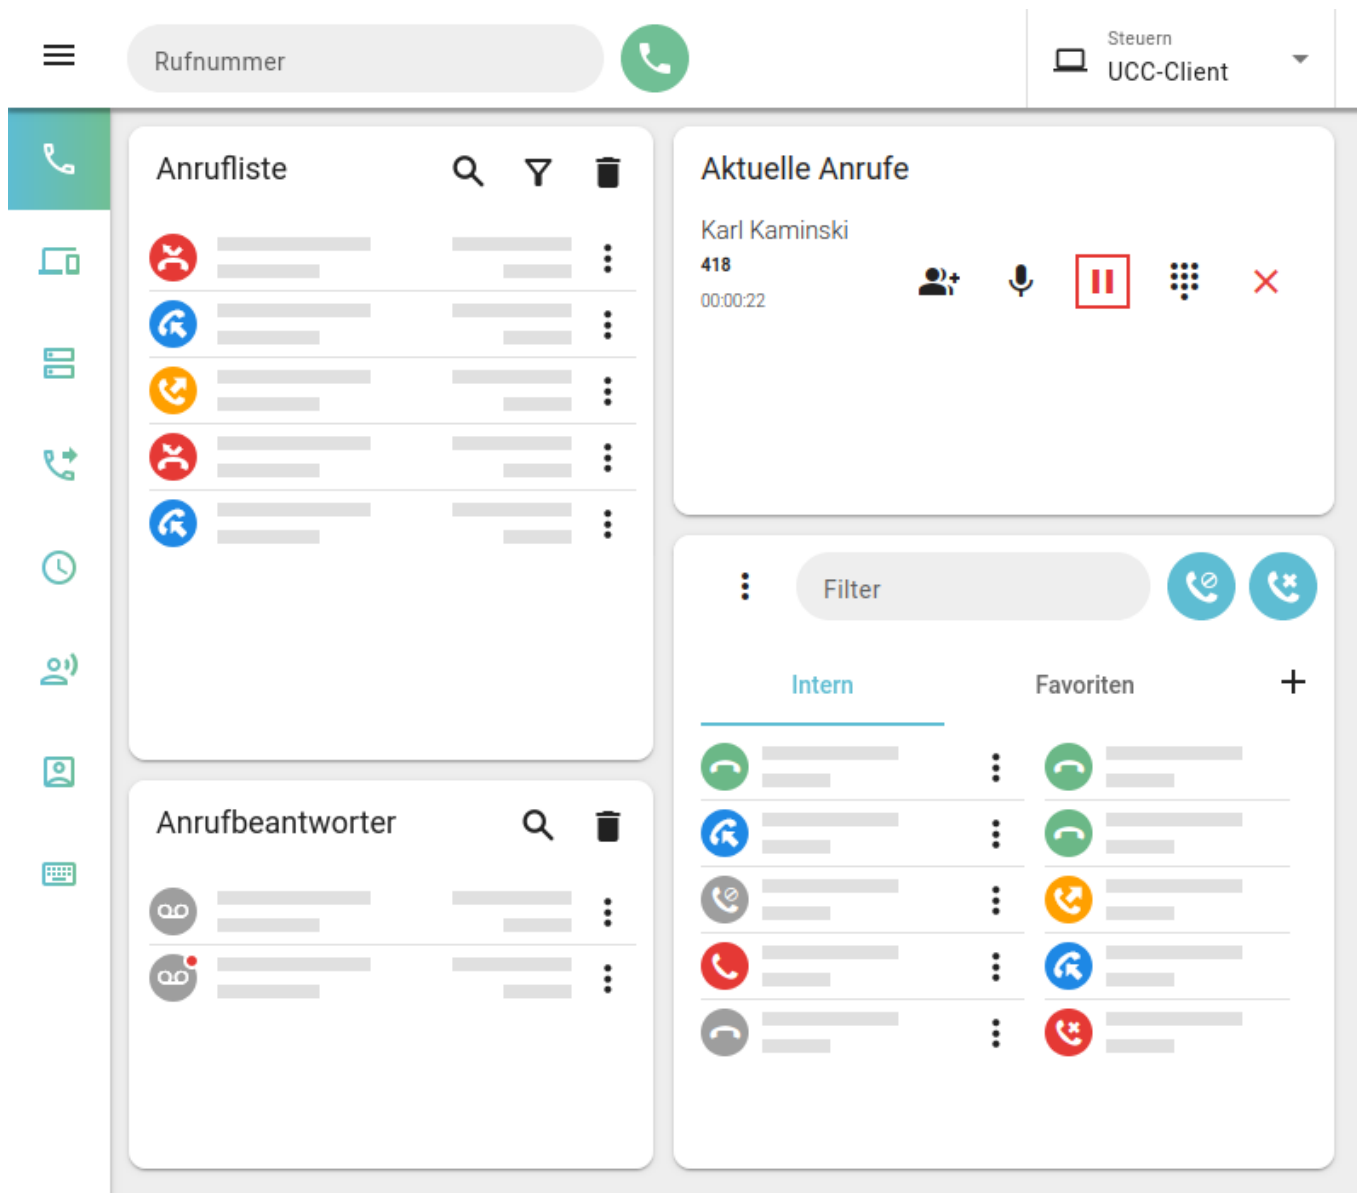 Rufnummer
Steuern
UCC-Client
Anrufliste
Aktuelle Anrufe
Karl Kaminski
418
00:00:22
Filter
Intern
Favoriten
Anrufbeantworter